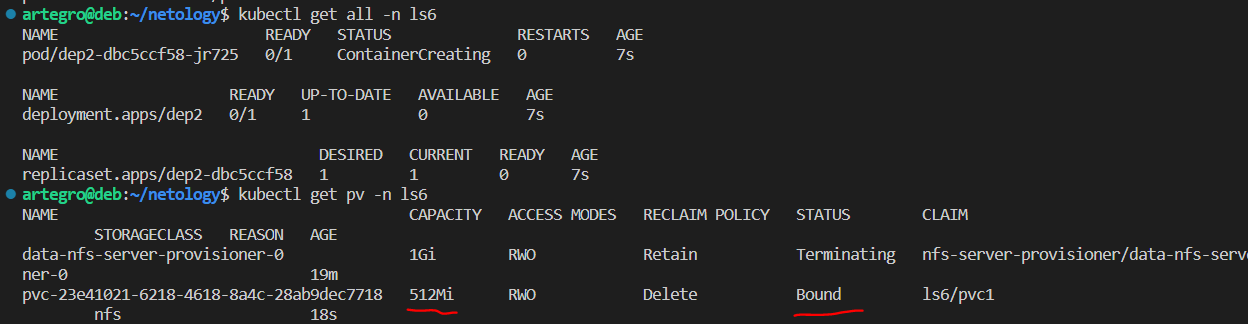 artegro@deb:~/netology$ kubectl get all -n ls6
NAME READY STATUS RESTARTS AGE
pod/dep2-dbc5ccf58-jr725 0/1 ContainerCreating 0 7s
NAME READY UP-TO-DATE AVAILABLE AGE
deployment.apps/dep2 0/1 1 0 7s
NAME DESIRED CURRENT READY AGE
replicaset.apps/dep2-dbc5ccf58 1 1 0 7s
artegro@deb:~/netology$ kubectl get pv -n ls6
NAME CAPACITY ACCESS MODES RECLAIM POLICY STATUS CLAIM
STORAGECLASS REASON AGE
data-nfs-server-provisioner-0 1Gi RWO Retain Terminating nfs-server-provisioner/data-nfs-serv
ner-0 19m
pvc-23e41021-6218-4618-8a4c-28ab9dec7718 512Mi RWO Delete Bound ls6/pvc1
nfs 18s